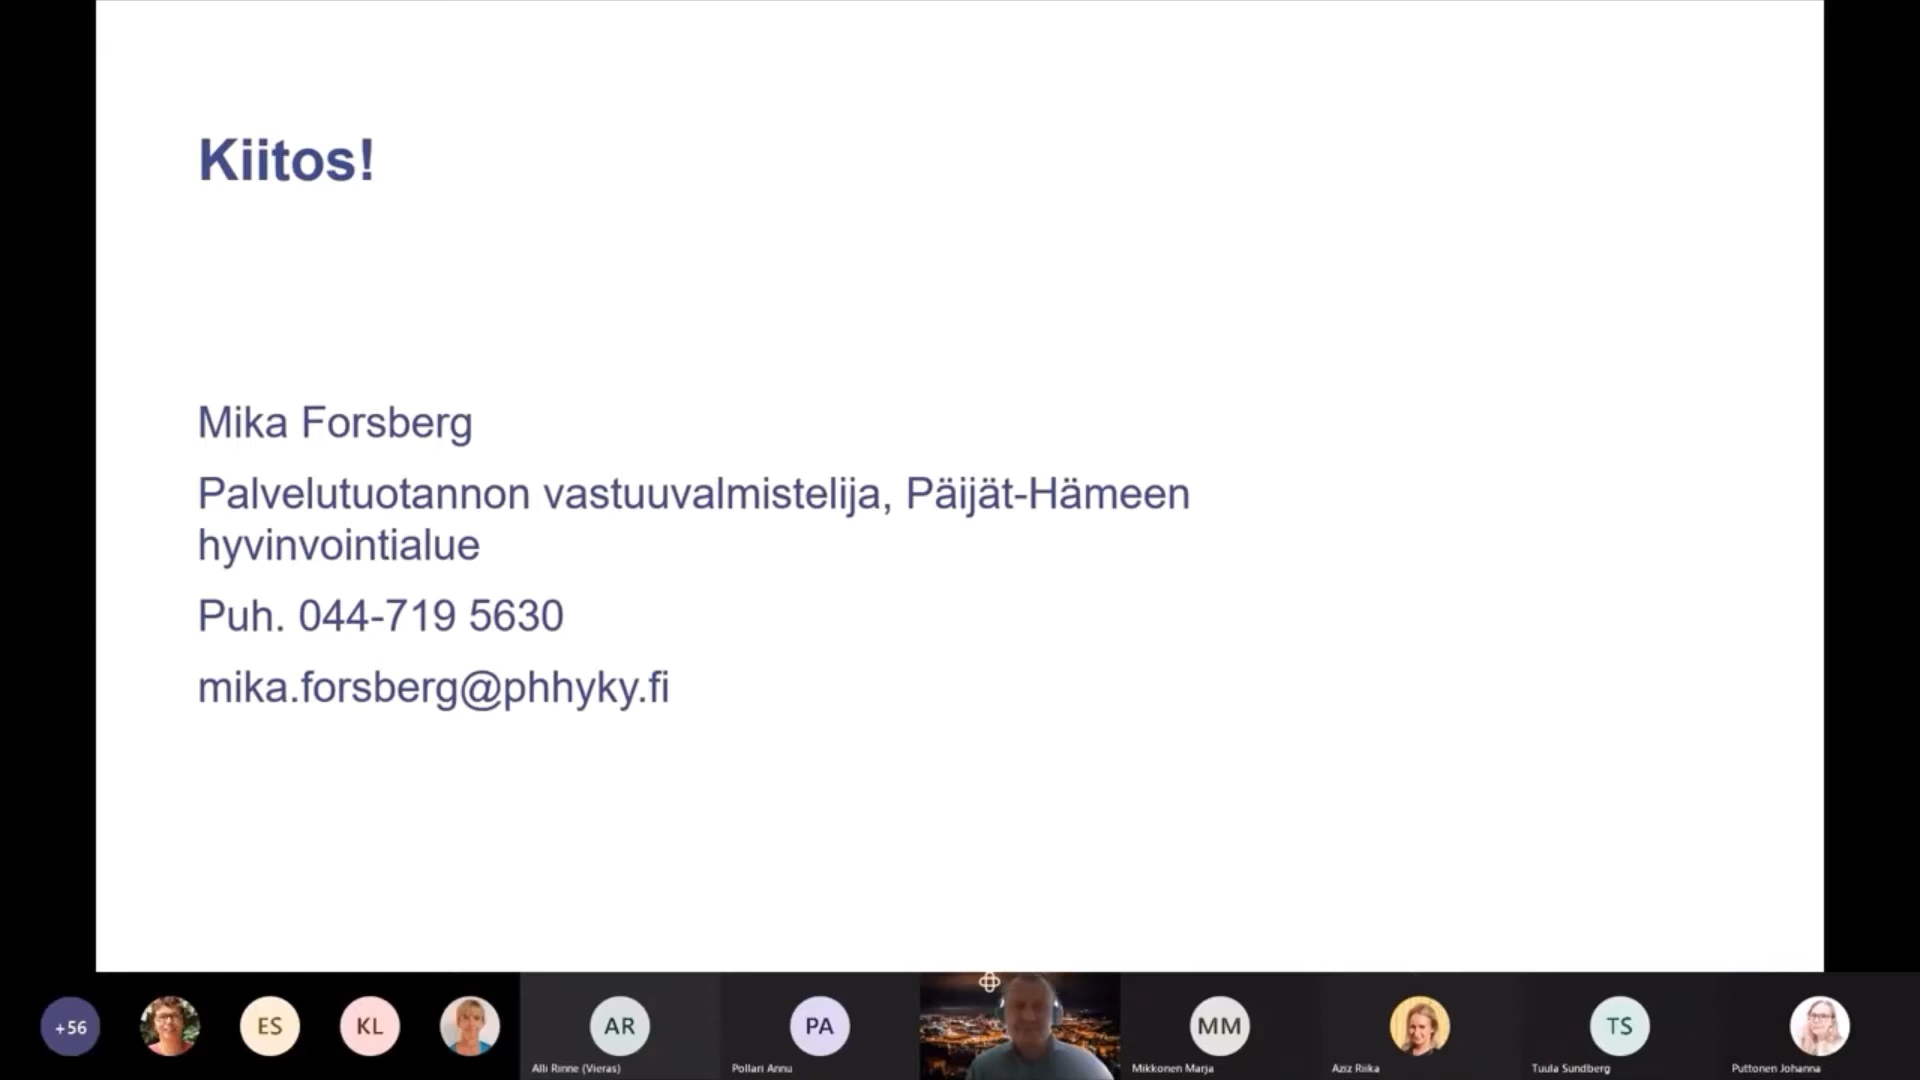 Kiitos!
Mika Forsberg
Palvelutuotannon vastuuvalmistelija, Päijät-Hämeen
hyvinvointialue
Puh. 044-719 5630
mika.forsberg@phhyky.fi
+56
ES
KL
AR
PA
MM
TS
Alli Rinne (Vieras)
Pollari Annu
Mikkonen Marja
Aziz Riika
Tuula Sundberg
Puttonen Johanna